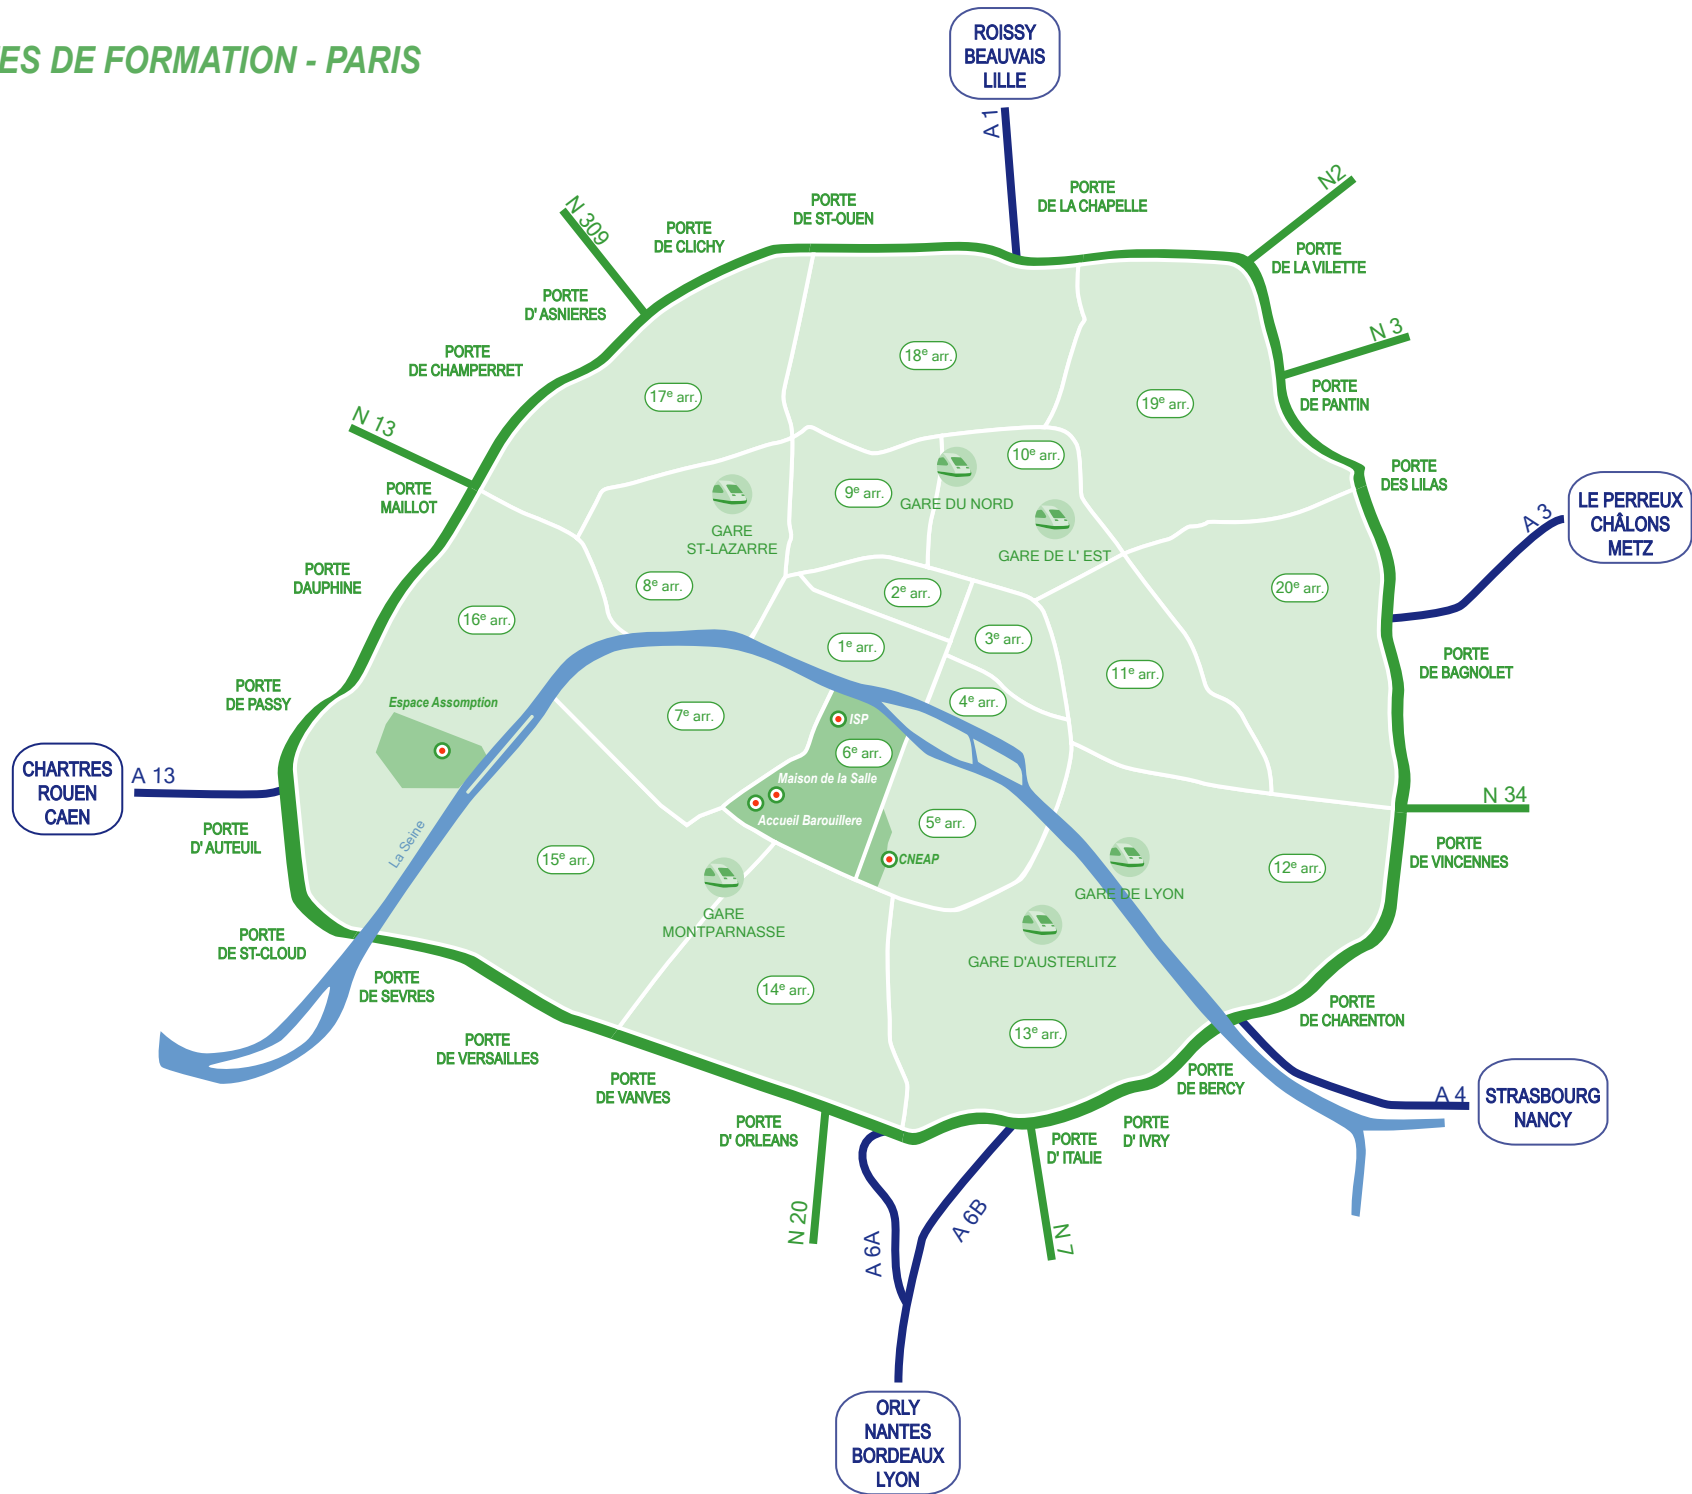 ES DE FORMATION - PARIS
ROISSY
BEAUVAIS
LILLE
A 1
N2
N 309
PORTE
DE ST-OUEN
PORTE
DE LA CHAPELLE
PORTE
DE CLICHY
PORTE
DE LA VILETTE
PORTE
D' ASNIERES
N 3
PORTE
DE CHAMPERRET
18e arr.
17e arr.
19e arr.
PORTE
DE PANTIN
N 13
10e arr.
PORTE
MAILLOT
9e arr.
GARE DU NORD
PORTE
DES LILAS
LE PERREUX
CHÂLONS
METZ
A 3
GARE
ST-LAZARRE
GARE DE L' EST
PORTE
DAUPHINE
8e arr.
2e arr.
20e arr.
16e arr.
1e arr.
3e arr.
11e arr.
PORTE
DE BAGNOLET
PORTE
DE PASSY
Espace Assomption
7e arr.
4e arr.
ISP
6e arr.
CHARTRES
ROUEN
CAEN
A 13
Maison de la Salle
Accueil Barouillere
5e arr.
N 34
PORTE
D' AUTEUIL
La Seine
15e arr.
CNEAP
12e arr.
PORTE
DE VINCENNES
GARE DE LYON
GARE
MONTPARNASSE
PORTE
DE ST-CLOUD
GARE D'AUSTERLITZ
PORTE
DE SEVRES
14e arr.
13e arr.
PORTE
DE CHARENTON
PORTE
DE VERSAILLES
PORTE
DE VANVES
PORTE
DE BERCY
A 4
STRASBOURG
NANCY
PORTE
D' ORLEANS
PORTE
D' IVRY
PORTE
D' ITALIE
N 20
A 6A
A 6B
N 7
ORLY
NANTES
BORDEAUX
LYON